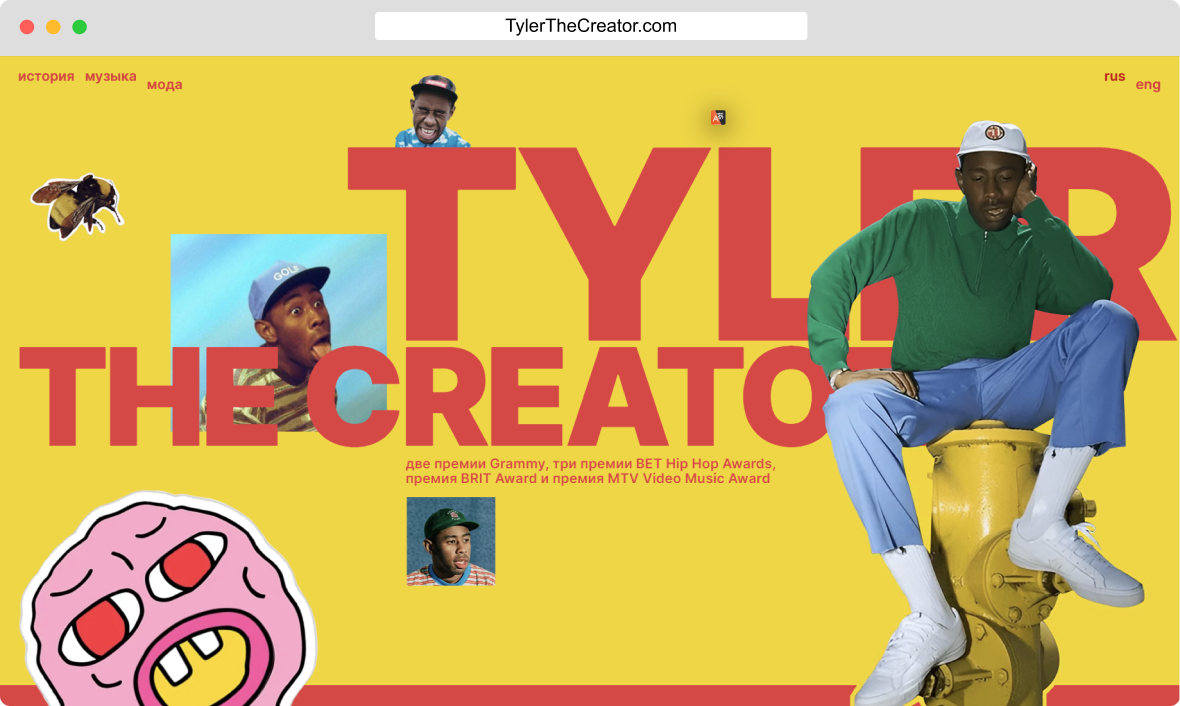 TylerTheCreator.com
история музыка мода
rus eng
TYLER
GOLF
THE CREATO
две премии Grammy, три премии BET Hip Hop Awards,
премия BRIT Award и премия MTV Video Music Award